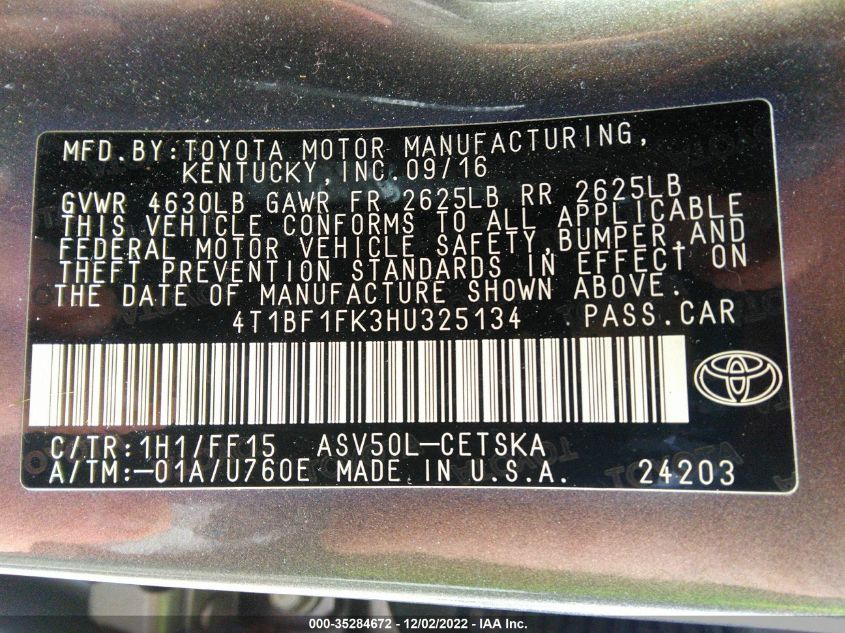 MFD.BY:TOYOTA MOTOR MANUFACTURING,
KENTUCKY,INC.09/16
GVWR 4630LB GAWR FR 2625LB RR 2625LB
THIS VEHICLE CONFORMS TO ALL APPLICABLE
FEDERAL MOTOR VEHICLE SAFETY,BUMPER,AND
THEFT PREVENTION STANDARDS IN EFFECT ON
THE DATE OF MANUFACTURE SHOWN ABOVE.
4T1BF1FK3HU325134 PASS.CAR
C/TR:1H1/FF15 ASV50L-CETSKA
A/TM:-01A/U760E MADE IN U.S.A. 24203
000-35284672 - 12/02/2022 - IAA Inc.